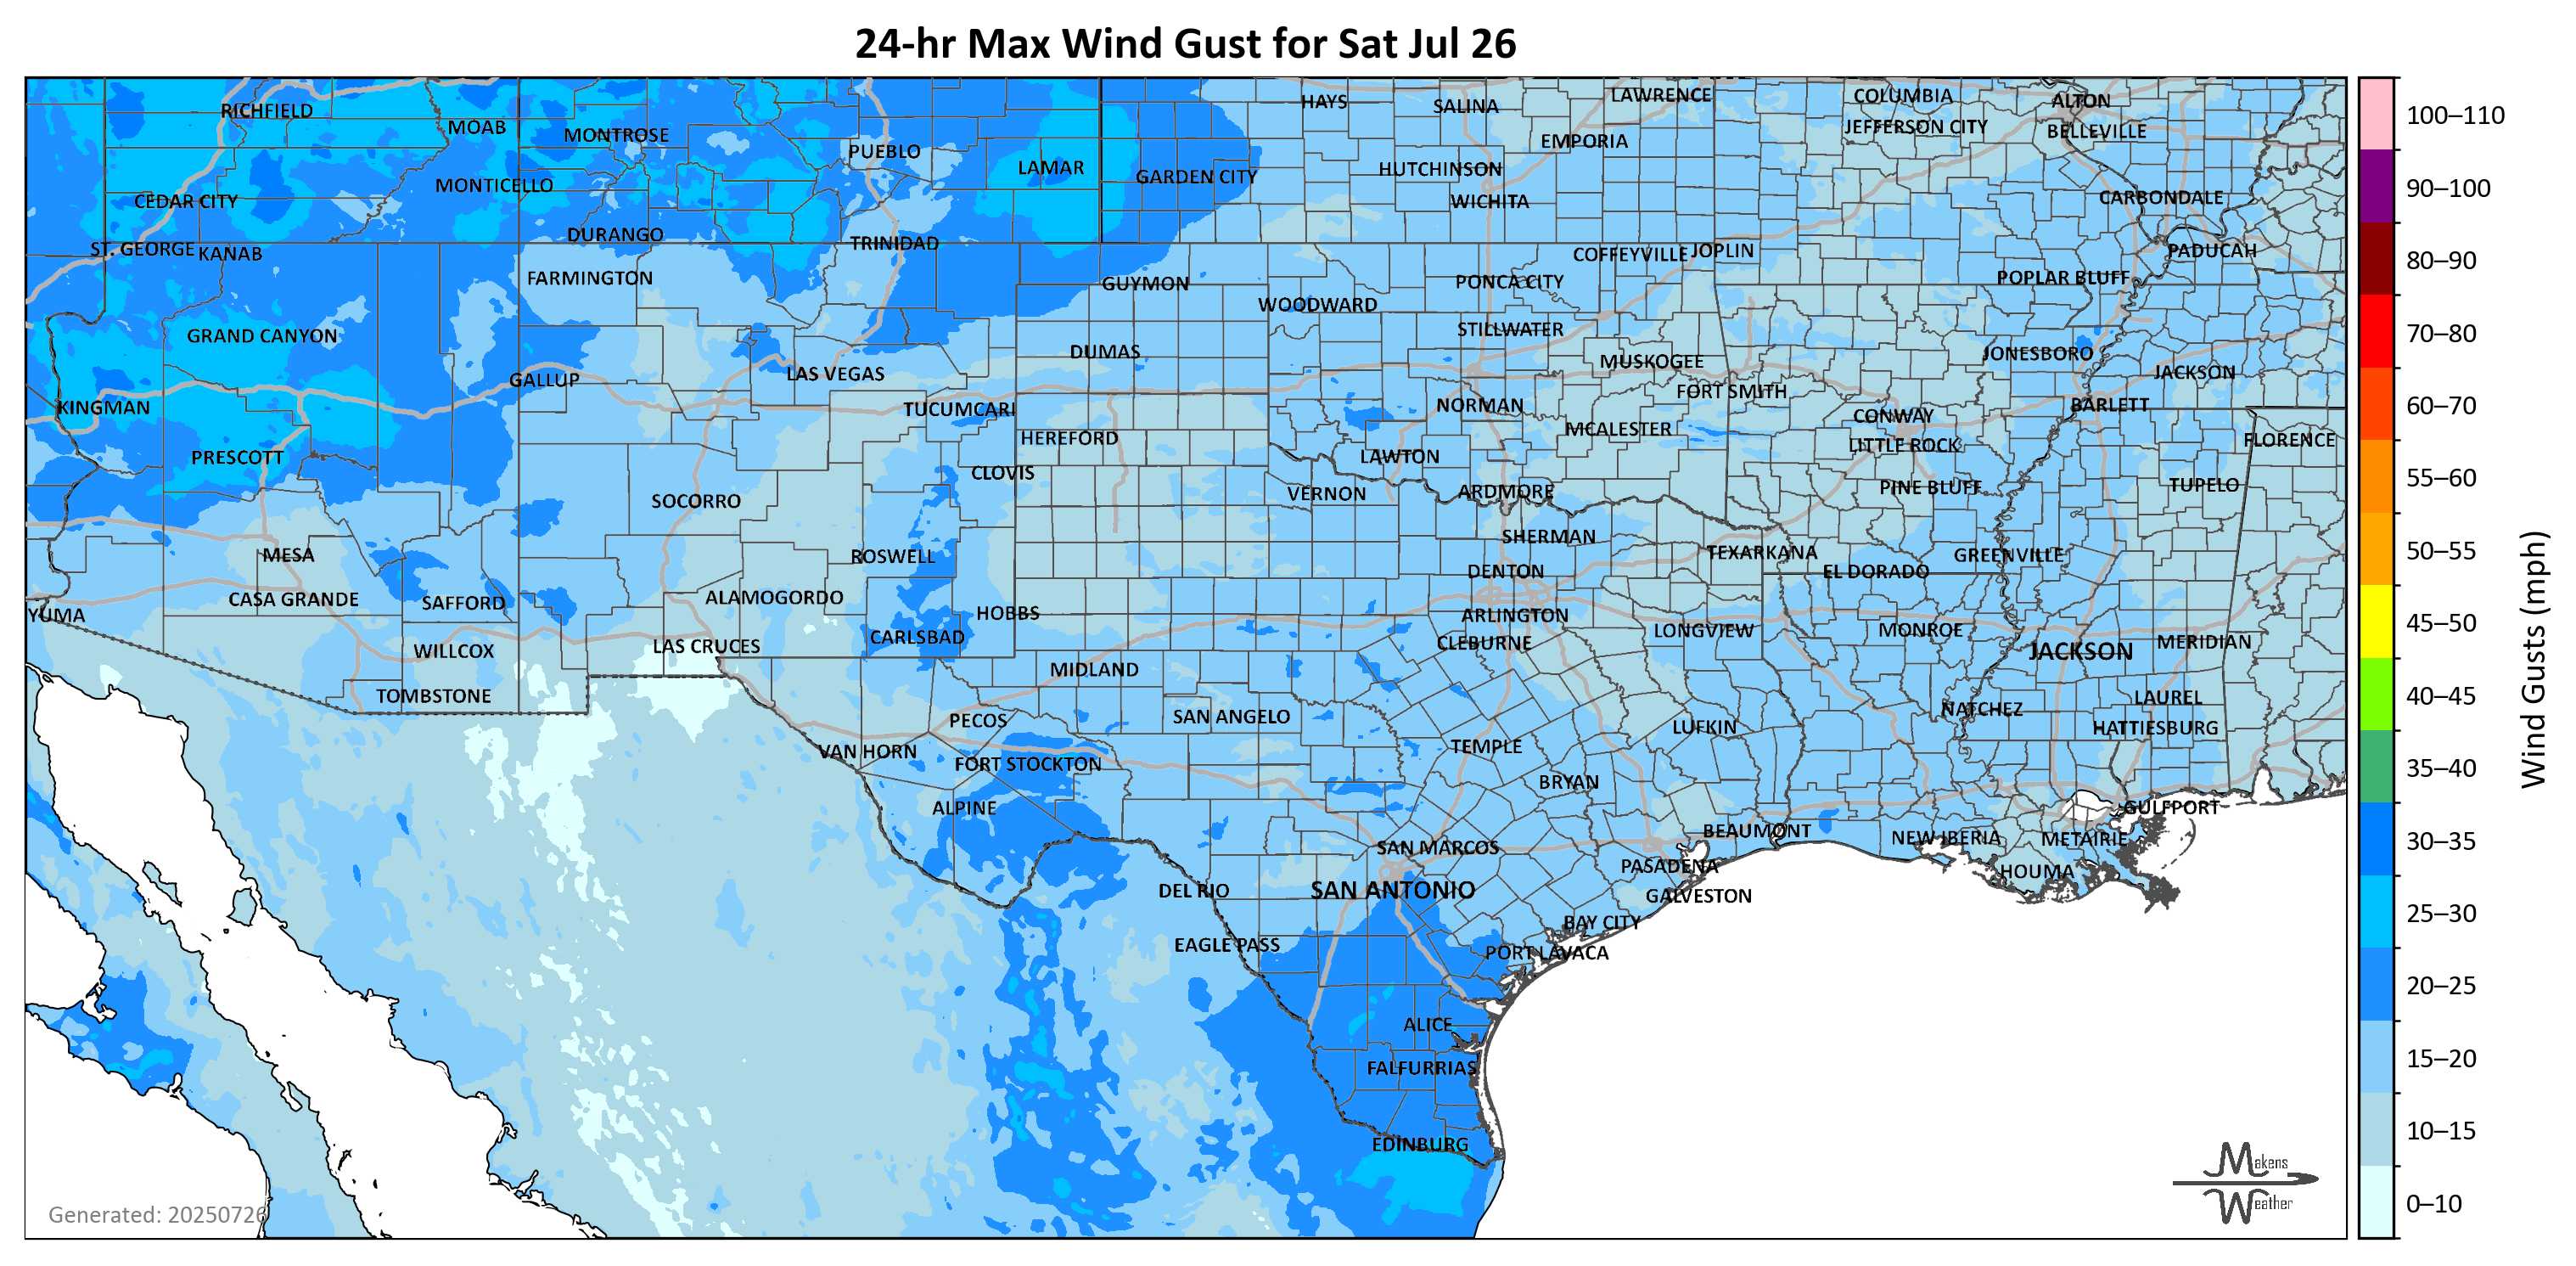 24-hr Max Wind Gust for Sat Jul 26
RICHFIELD
MOAB
MONTROSE
PUEBLO
LAMAR
GARDEN CITY
HAYS
SALINA
LAWRENCE
EMPORIA
COLUMBIA
JEFFERSON CITY
ALTON
BELLEVILLE
CEDAR CITY
MONTICELLO
HUTCHINSON
WICHITA
CARBONDALE
ST. GEORGE
KANAB
DURANGO
TRINIDAD
COFFEYVILLE
JOPLIN
PADUCAH
FARMINGTON
GUYMON
WOODWARD
PONCA CITY
POPLAR BLUFF
GRAND CANYON
DUMAS
STILLWATER
MUSKOGEE
JONESBORO
JACKSON
KINGMAN
GALLUP
LAS VEGAS
TUCUMCARI
NORMAN
FORT SMITH
CONWAY
BARLETT
PRESCOTT
HEREFORD
CLOVIS
MCALESTER
LAWTON
LITTLE ROCK
FLORENCE
SOCORRO
VERNON
ARDMORE
PINE BLUFF
TUPELO
MESA
ROSWELL
SHERMAN
TEXARKANA
GREENVILLE
CASA GRANDE
SAFFORD
ALAMOGORDO
DENTON
EL DORADO
YUMA
HOBBS
ARLINGTON
CARLSBAD
CLEBURNE
LONGVIEW
MONROE
JACKSON
MERIDIAN
WILLCOX
LAS CRUCES
MIDLAND
TOMBSTONE
PECOS
SAN ANGELO
LUFKIN
NATCHEZ
LAUREL
HATTIESBURG
VAN HORN
FORT STOCKTON
TEMPLE
BRYAN
ALPINE
BEAUMONT
NEW IBERIA
METAIRIE
GULFPORT
SAN MARCOS
PASADENA
HOUMA
DEL RIO
SAN ANTONIO
GALVESTON
EAGLE PASS
BAY CITY
PORT LAVACA
ALICE
FALFURRIAS
EDINBURG
Generated: 20250726
Makens
Weather
100–110
90–100
80–90
70–80
60–70
55–60
50–55
45–50
40–45
35–40
30–35
25–30
20–25
15–20
10–15
0–10
Wind Gusts (mph)